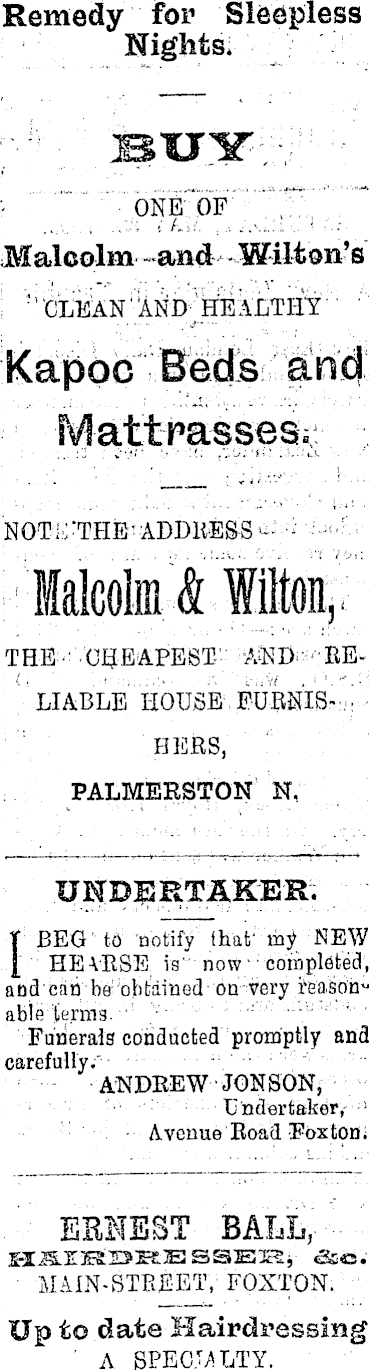 Remedy for Sleepless
Nights.
BUY
ONE OF
Malcolm and Wilton's
CLEAN AND HEALTHY
Kapoc Beds and
Mattrasses.
NOTE THE ADDRESS
Malcolm & Wilton,
THE CHEAPEST AND RE-
LIABLE HOUSE FURNIS-
HERS,
PALMERSTON N.
UNDERTAKER.
I BEG to notify that my NEW
HEARSE is now completed,
and can be obtained on very reason-
able terms.
Funerals conducted promptly and
carefully.
ANDREW JONSON,
Undertaker,
Avenue Road Foxton.
ERNEST BALL,
HAIRDRESSER, &c.
MAIN-STREET, FOXTON.
Up to date Hairdressing
A SPECIALTY.